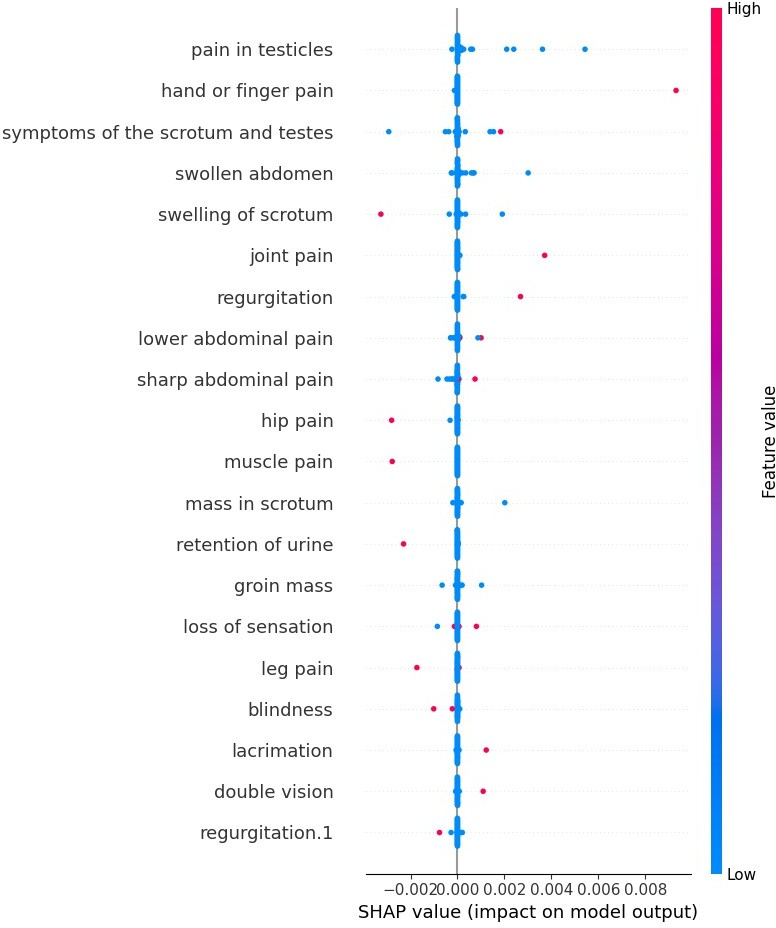 High
pain in testicles
hand or finger pain
symptoms of the scrotum and testes
swollen abdomen
swelling of scrotum
joint pain
regurgitation
lower abdominal pain
sharp abdominal pain
hip pain
muscle pain
mass in scrotum
retention of urine
groin mass
loss of sensation
leg pain
blindness
lacrimation
double vision
regurgitation.1
Feature value
Low
−0.002 0.000 0.002 0.004 0.006 0.008
SHAP value (impact on model output)